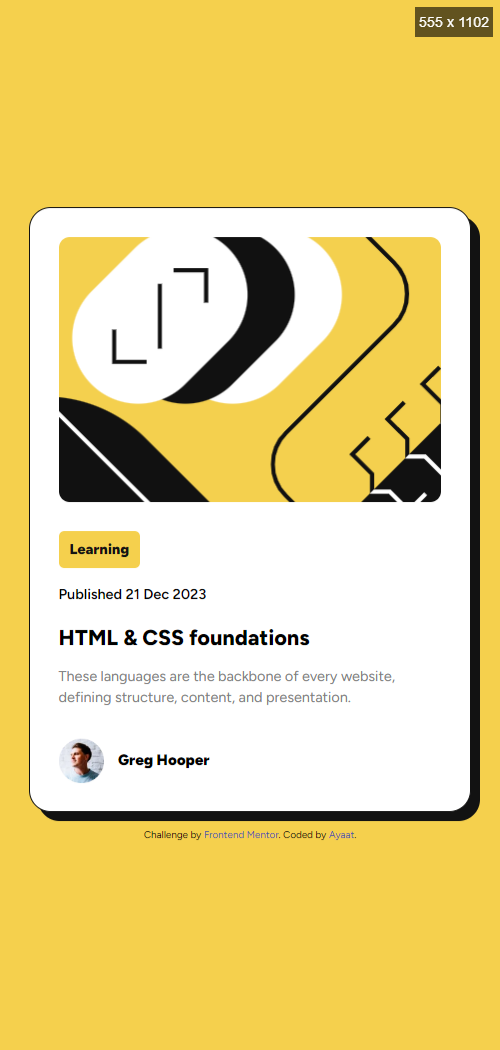 555 x 1102
Learning
Published 21 Dec 2023
HTML & CSS foundations
These languages are the backbone of every website,
defining structure, content, and presentation.
Greg Hooper
Challenge by Frontend Mentor. Coded by Ayaat.